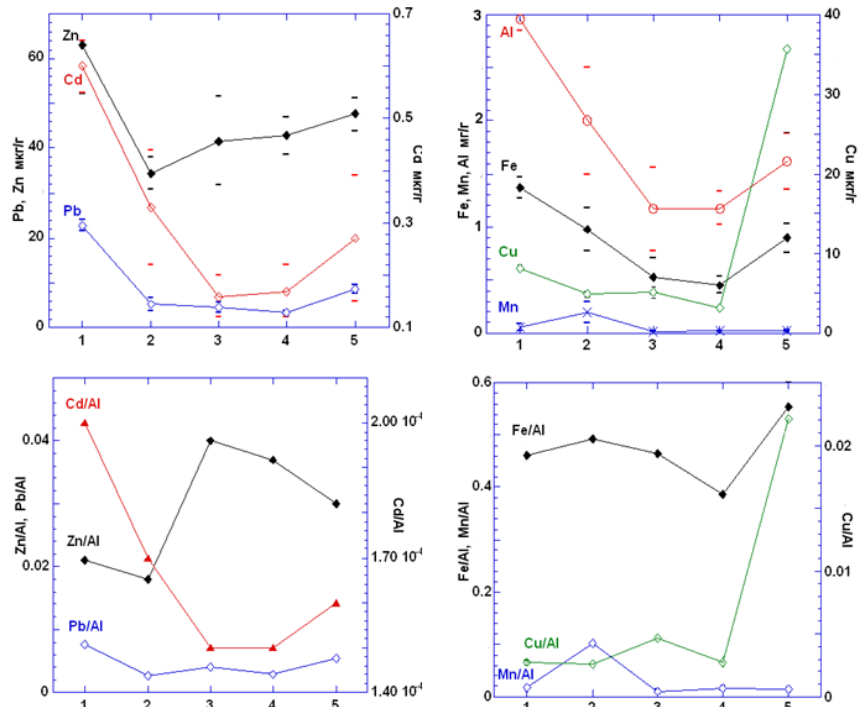 0.7
60
40
20
0
Pb, Zn мкг/г
Zn
Cd
Pb
0.5
0.3
0.1
Cd мкг/г
1 2 3 4 5
3
2
1
0
Fe, Mn, Al мг/г
Al
Fe
Cu
Mn
40
30
20
10
0
Cu мкг/г
1 2 3 4 5
0.04
0.02
0
Zn/Al, Pb/Al
Cd/Al
Zn/Al
Pb/Al
2.00 10⁻⁴
1.70 10⁻⁴
1.40 10⁻⁴
Cd/Al
1 2 3 4 5
0.6
0.4
0.2
0
Fe/Al, Mn/Al
Fe/Al
Cu/Al
Mn/Al
0.02
0.01
0
Cu/Al
1 2 3 4 5